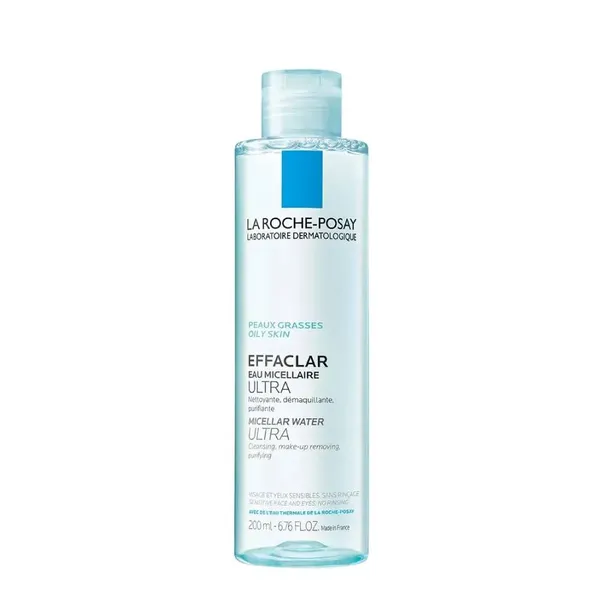 LA ROCHE-POSAY
LABORATOIRE DERMATOLOGIQUE
PEAUX GRASSES
OILY SKIN
EFFACLAR
EAU MICELLAIRE
ULTRA
Nettoyante, démaquillante,
purifiante
MICELLAR WATER
ULTRA
Cleansing, make-up removing,
purifying
VISAGE ET YEUX SENSIBLES. SANS RINÇAGE
SENSITIVE FACE AND EYES. NO RINSING
AVEC DE L'EAU THERMALE DE LA ROCHE-POSAY
200 ml - 6.76 FL.OZ. Made in France